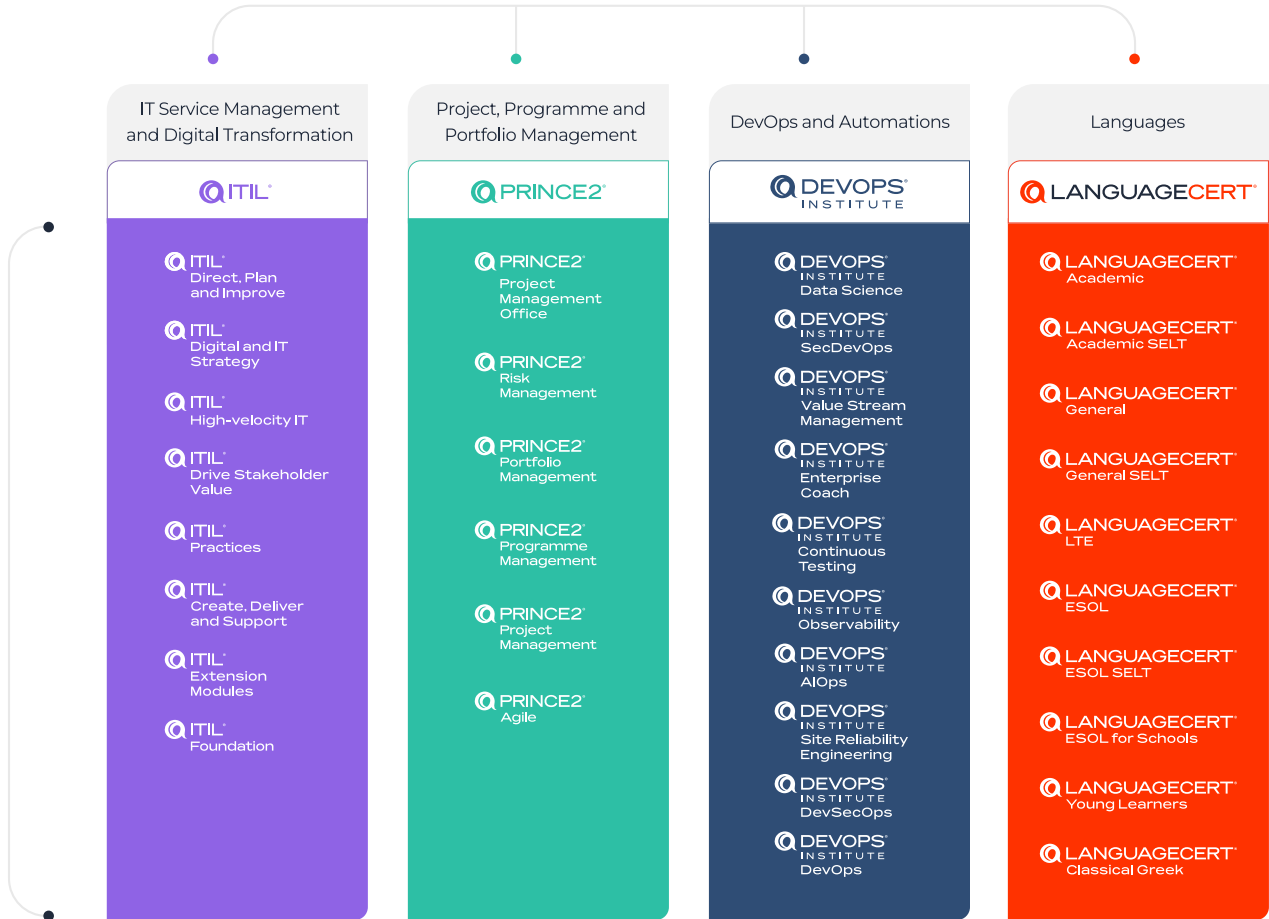 IT Service Management
and Digital Transformation
ITIL®
ITIL®
Direct, Plan
and Improve
ITIL®
Digital and IT
Strategy
ITIL®
High-velocity IT
ITIL®
Drive Stakeholder
Value
ITIL®
Practices
ITIL®
Create, Deliver
and Support
ITIL®
Extension
Modules
ITIL®
Foundation
Project, Programme and
Portfolio Management
PRINCE2®
PRINCE2®
Project
Management
Office
PRINCE2®
Risk
Management
PRINCE2®
Portfolio
Management
PRINCE2®
Programme
Management
PRINCE2®
Project
Management
PRINCE2®
Agile
DevOps and Automations
DEVOPS®
INSTITUTE
DEVOPS®
INSTITUTE
Data Science
DEVOPS®
INSTITUTE
SecDevOps
DEVOPS®
INSTITUTE
Value Stream
Management
DEVOPS®
INSTITUTE
Enterprise
Coach
DEVOPS®
INSTITUTE
Continuous
Testing
DEVOPS®
INSTITUTE
Observability
DEVOPS®
INSTITUTE
AIOps
DEVOPS®
INSTITUTE
Site Reliability
Engineering
DEVOPS®
INSTITUTE
DevSecOps
DEVOPS®
INSTITUTE
DevOps
Languages
LANGUAGECERT®
LANGUAGECERT®
Academic
LANGUAGECERT®
Academic SELT
LANGUAGECERT®
General
LANGUAGECERT®
General SELT
LANGUAGECERT®
LTE
LANGUAGECERT®
ESOL
LANGUAGECERT®
ESOL SELT
LANGUAGECERT®
ESOL for Schools
LANGUAGECERT®
Young Learners
LANGUAGECERT®
Classical Greek